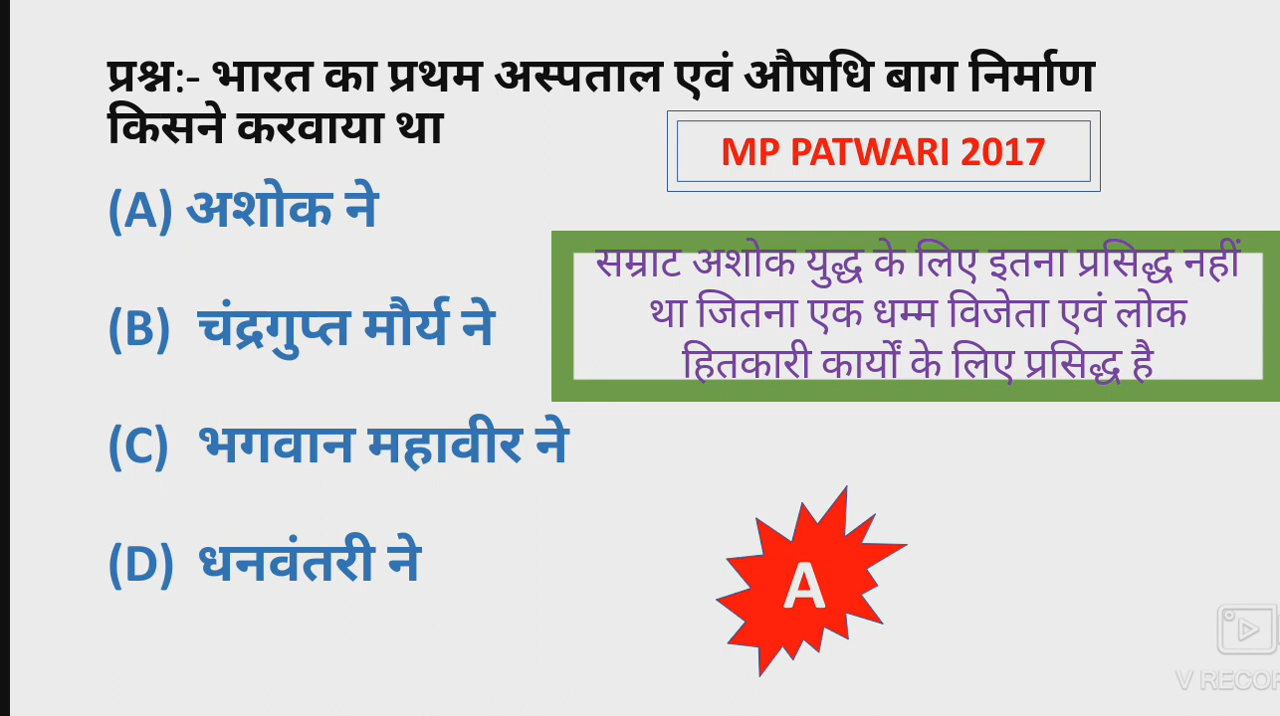 प्रश्न:- भारत का प्रथम अस्पताल एवं औषधि बाग निर्माण
किसने करवाया था
MP PATWARI 2017
(A) अशोक ने
सम्राट अशोक युद्ध के लिए इतना प्रसिद्ध नहीं
था जितना एक धम्म विजेता एवं लोक
हितकारी कार्यों के लिए प्रसिद्ध है
(B) चंद्रगुप्त मौर्य ने
(C) भगवान महावीर ने
(D) धनवंतरी ने
A
V RECOR